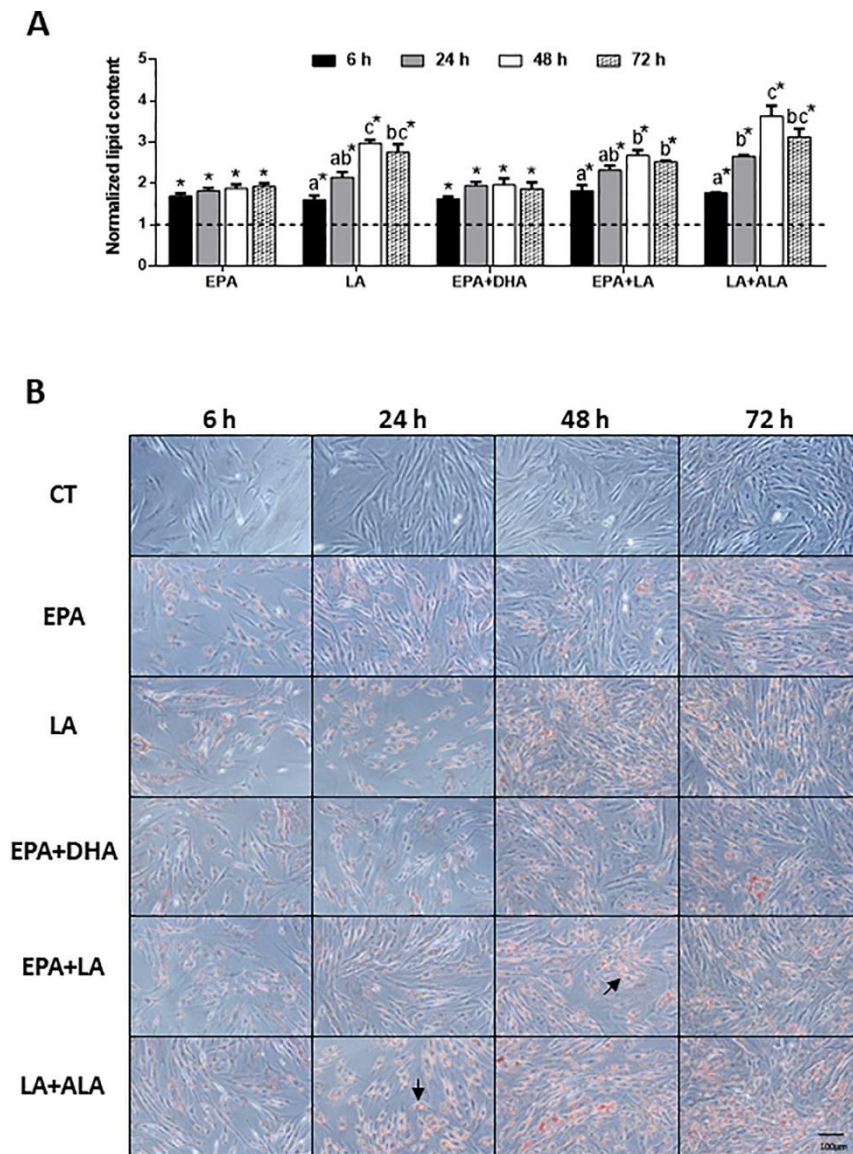 A
Normalized lipid content
5
4
3
2
1
0
6 h 24 h 48 h 72 h
* * * *
a* ab* c* bc*
* * * *
a* ab* b* b*
a* b* c* bc*
EPA LA EPA+DHA EPA+LA LA+ALA
B
6 h 24 h 48 h 72 h
CT
EPA
LA
EPA+DHA
EPA+LA
LA+ALA
100µm